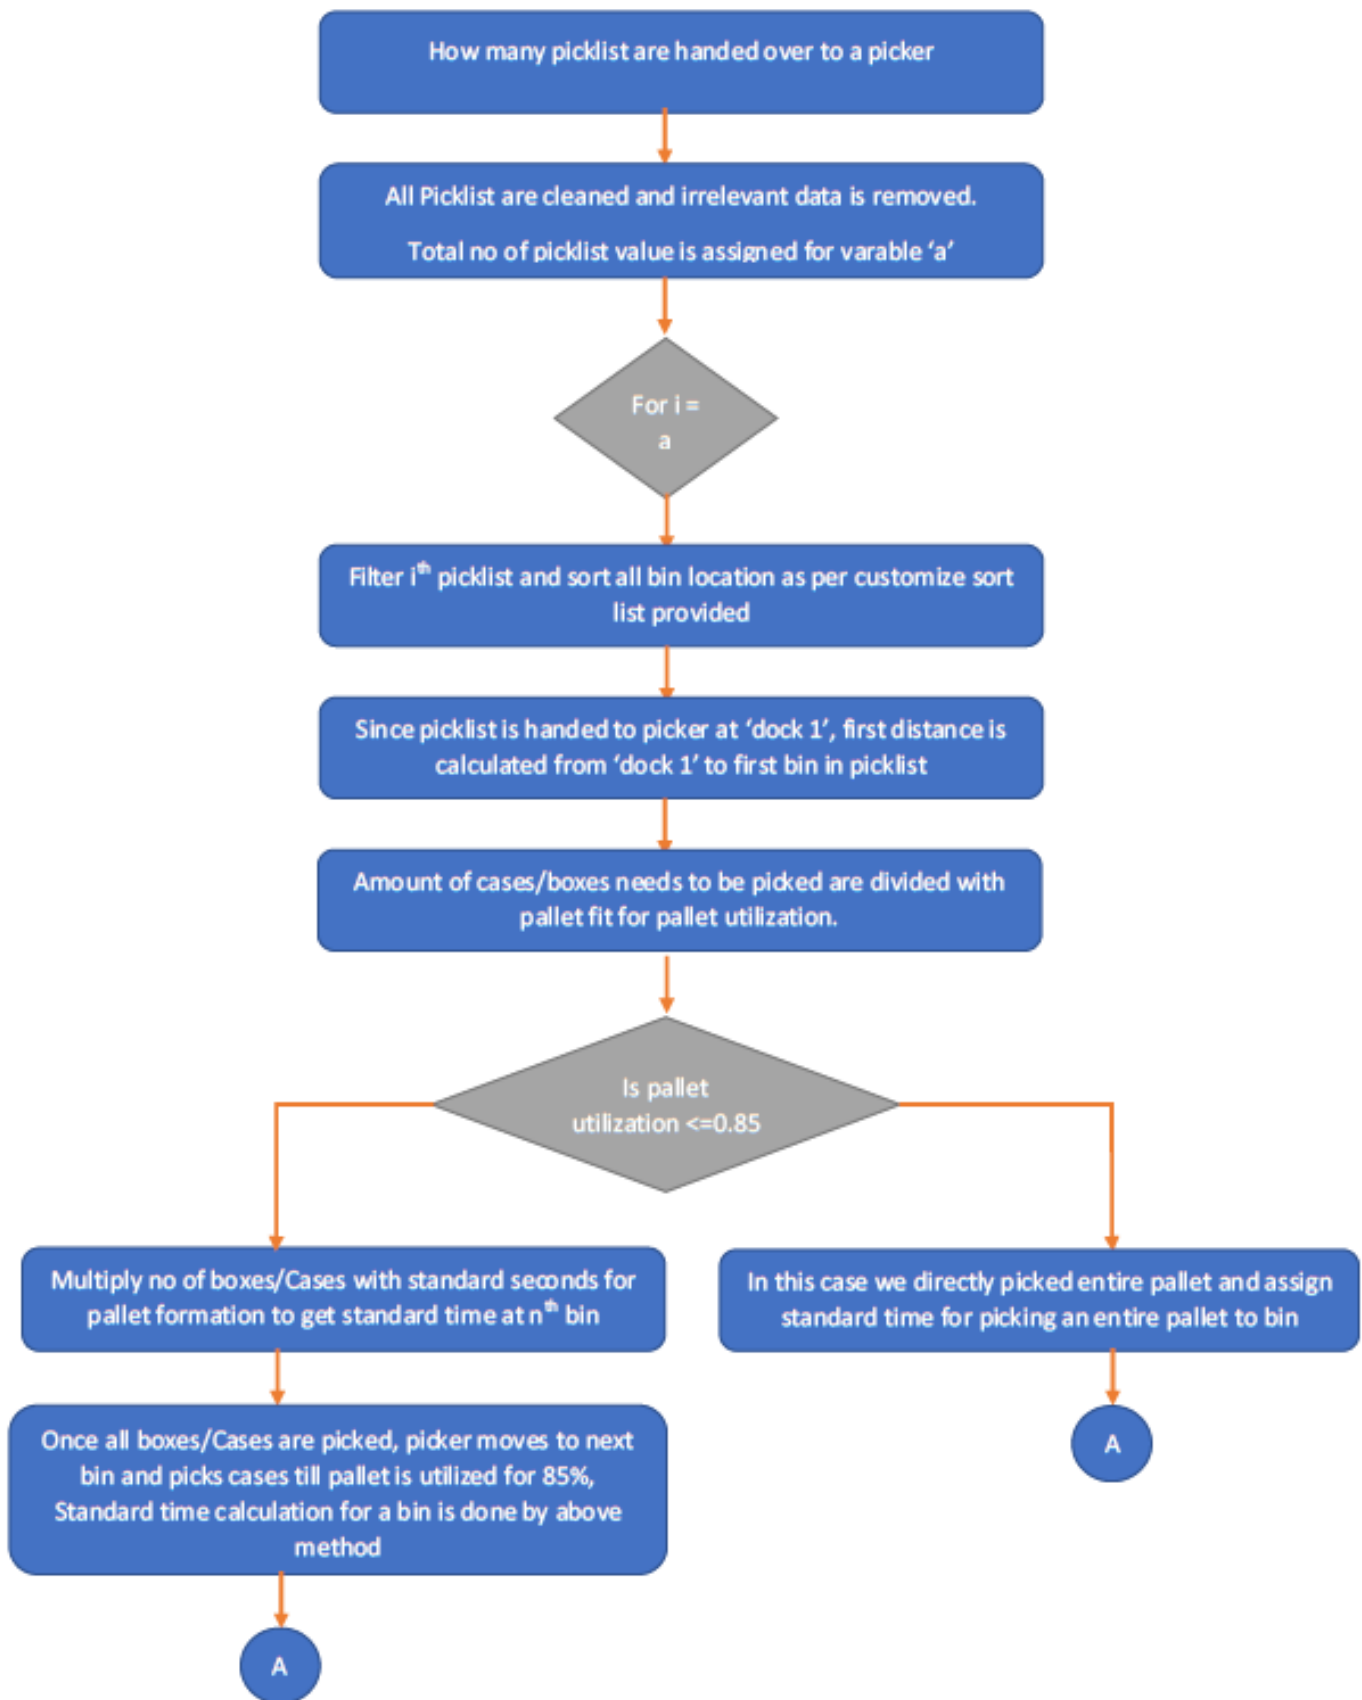 How many picklist are handed over to a picker
All Picklist are cleaned and irrelevant data is removed.
Total no of picklist value is assigned for varable ‘a’
For i =
a
Filter iᵗʰ picklist and sort all bin location as per customize sort
list provided
Since picklist is handed to picker at ‘dock 1’, first distance is
calculated from ‘dock 1’ to first bin in picklist
Amount of cases/boxes needs to be picked are divided with
pallet fit for pallet utilization.
Is pallet
utilization <=0.85
Multiply no of boxes/Cases with standard seconds for
pallet formation to get standard time at nᵗʰ bin
In this case we directly picked entire pallet and assign
standard time for picking an entire pallet to bin
Once all boxes/Cases are picked, picker moves to next
bin and picks cases till pallet is utilized for 85%,
Standard time calculation for a bin is done by above
method
A
A